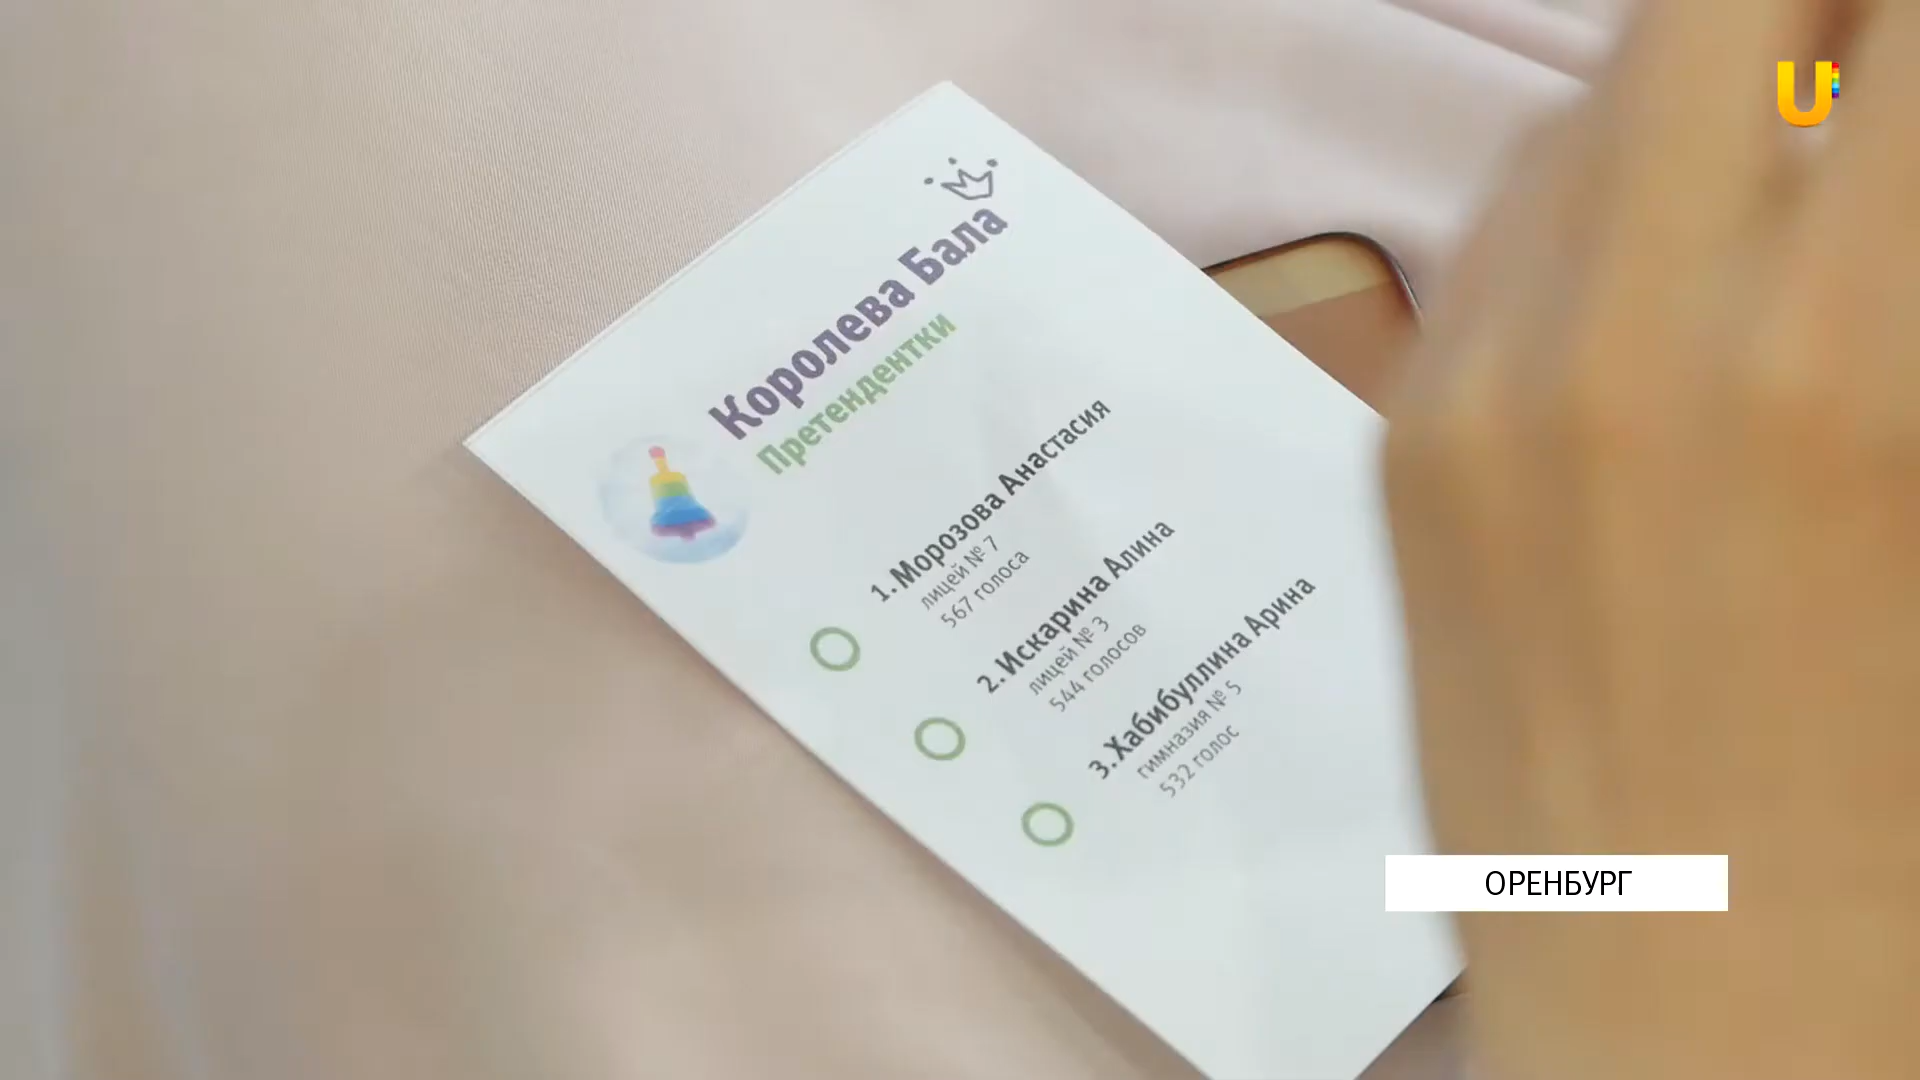 U
Королева Бала
Претендентки
1. Морозова Анастасия
лицей № 7
567 голоса
2. Искарина Алина
лицей № 3
544 голосов
3. Хабибуллина Арина
гимназия № 5
532 голос
ОРЕНБУРГ